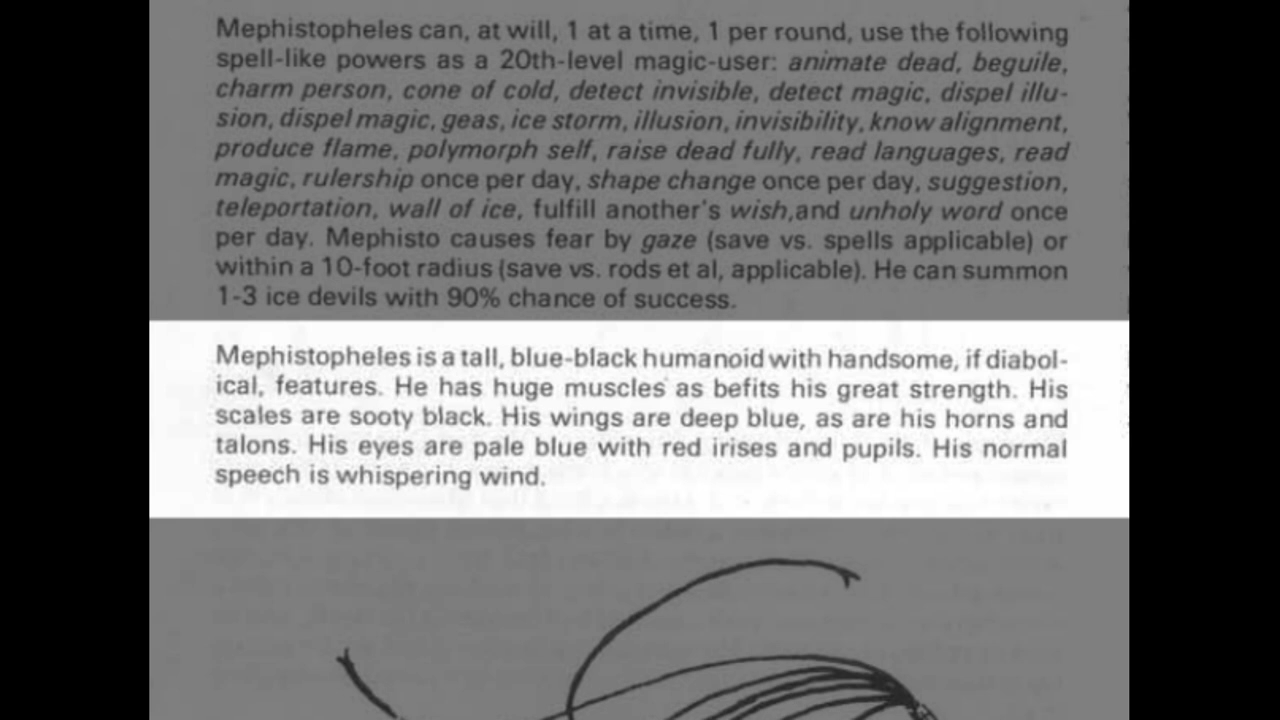 Mephistopheles can, at will, 1 at a time, 1 per round, use the following
spell-like powers as a 20th-level magic-user: animate dead, beguile,
charm person, cone of cold, detect invisible, detect magic, dispel illu-
sion, dispel magic, geas, ice storm, illusion, invisibility, know alignment,
produce flame, polymorph self, raise dead fully, read languages, read
magic, rulership once per day, shape change once per day, suggestion,
teleportation, wall of ice, fulfill another's wish,and unholy word once
per day. Mephisto causes fear by gaze (save vs. spells applicable) or
within a 10-foot radius (save vs. rods et al, applicable). He can summon
1-3 ice devils with 90% chance of success.
Mephistopheles is a tall, blue-black humanoid with handsome, if diabol-
ical, features. He has huge muscles as befits his great strength. His
scales are sooty black. His wings are deep blue, as are his horns and
talons. His eyes are pale blue with red irises and pupils. His normal
speech is whispering wind.